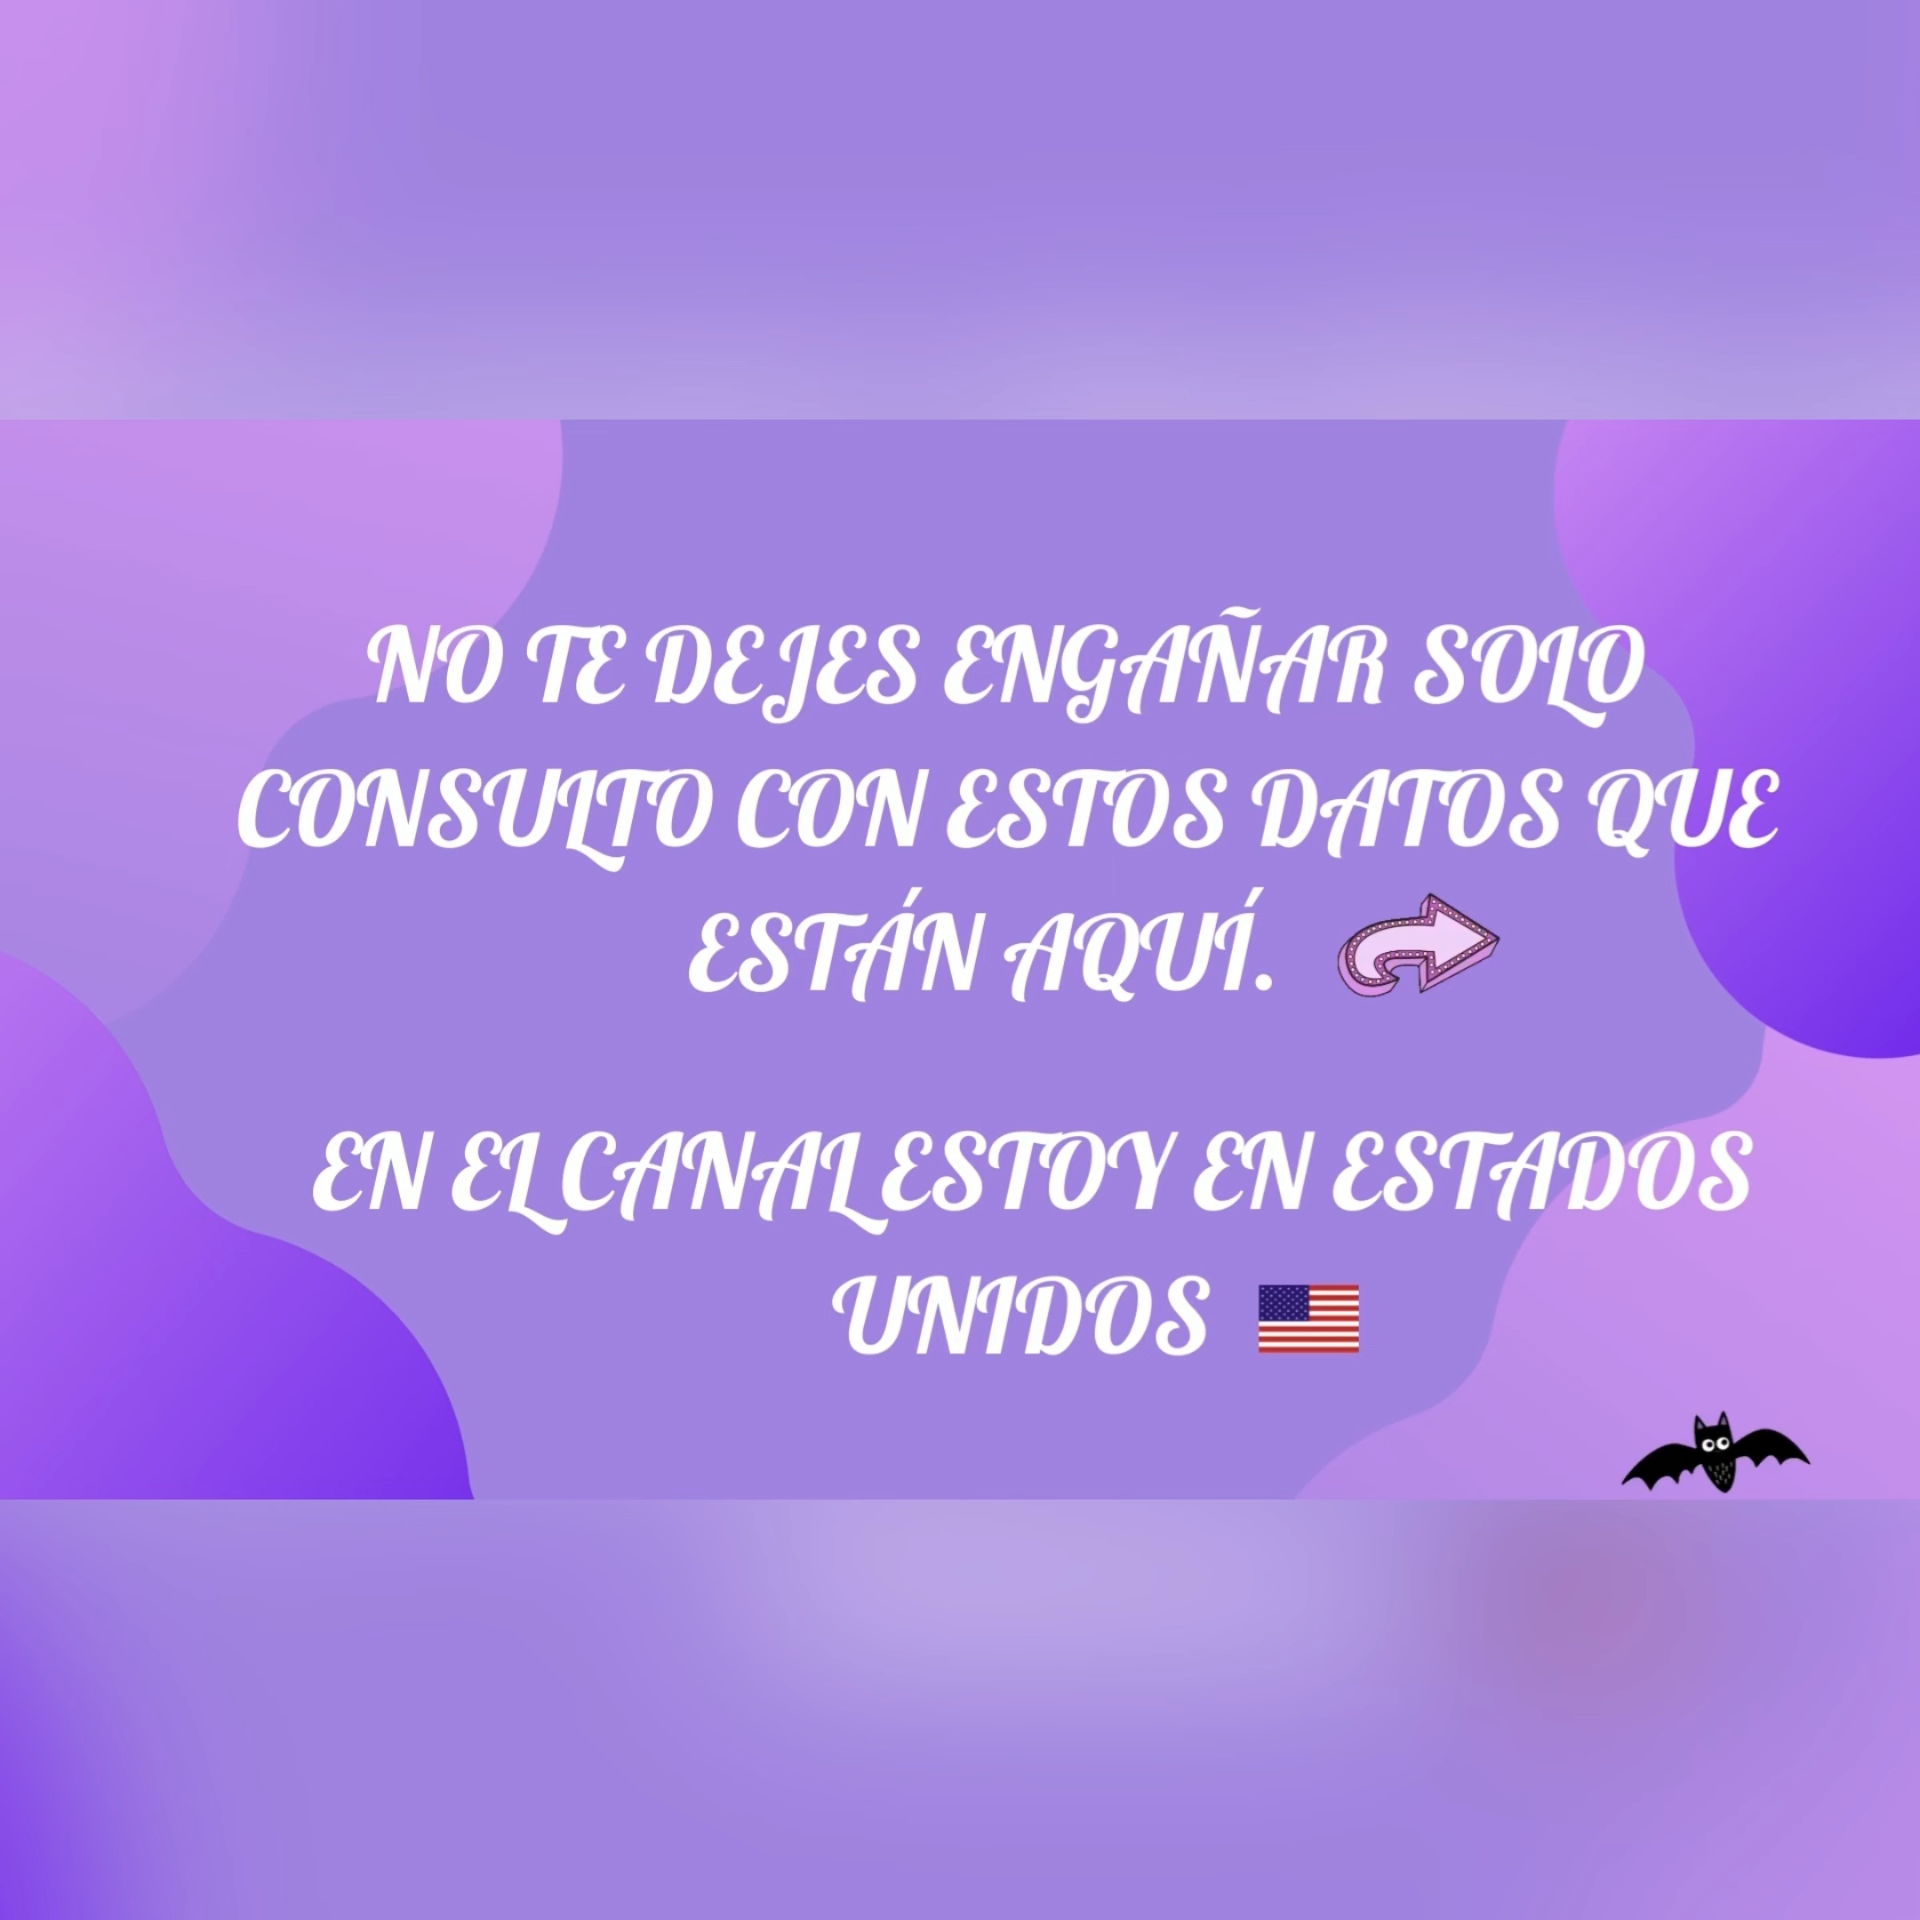 NO TE DEJES ENGAÑAR SOLO
CONSULTO CON ESTOS DATOS QUE
ESTÁN AQUÍ.
EN EL CANAL ESTOY EN ESTADOS
UNIDOS